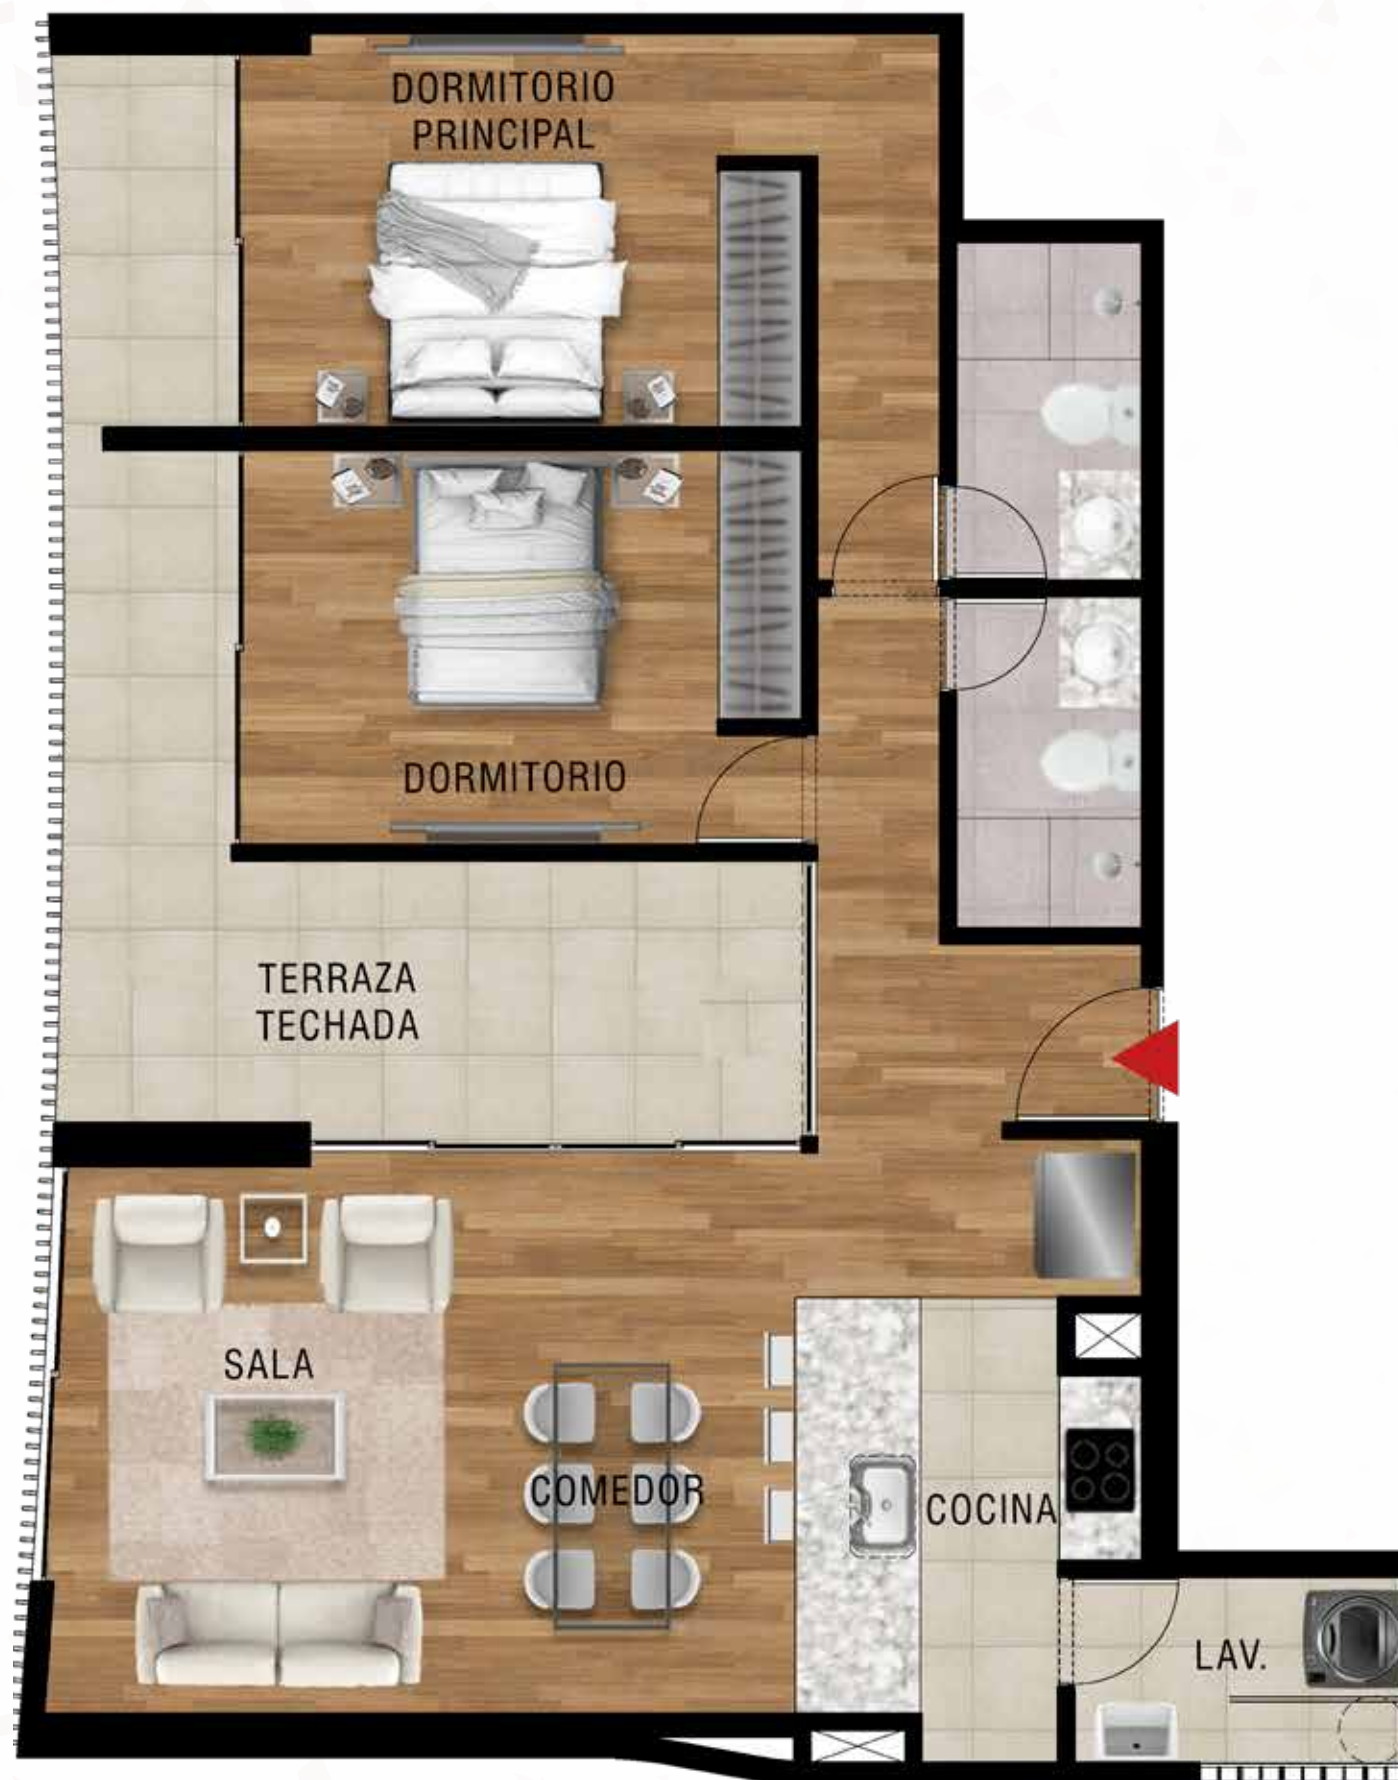 DORMITORIO
PRINCIPAL
DORMITORIO
TERRAZA
TECHADA
SALA
COMEDOR
COCINA
LAV.